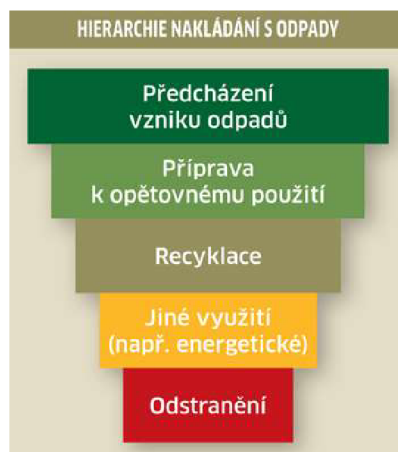 HIERARCHIE NAKLÁDÁNÍ S ODPADY
Předcházení
vzniku odpadů
Příprava
k opětovnému použití
Recyklace
Jiné využití
(např. energetické)
Odstranění